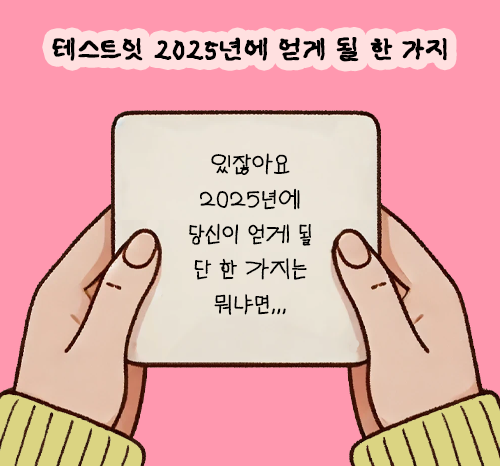 테스트잇 2025년에 얻게 될 한 가지
있잖아요
2025년에
당신이 얻게 될
단 한 가지는
뭐냐면,,,